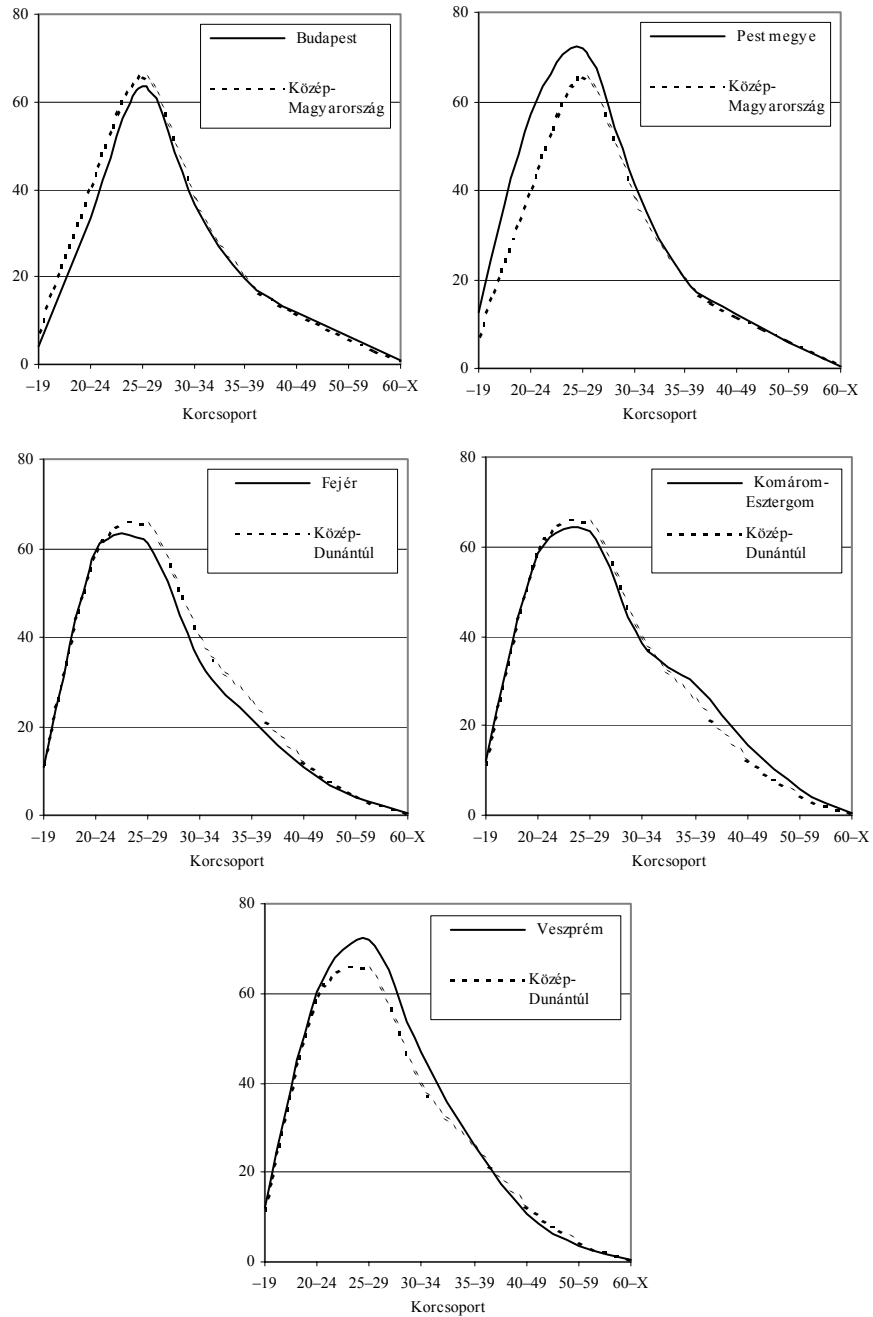 80
60
40
20
0
Budapest
Közép-
Magyarország
–19 20–24 25–29 30–34 35–39 40–49 50–59 60–X
Korcsoport
80
60
40
20
0
Pest megye
Közép-
Magyarország
–19 20–24 25–29 30–34 35–39 40–49 50–59 60–X
Korcsoport
80
60
40
20
0
Fejér
Közép-
Dunántúl
–19 20–24 25–29 30–34 35–39 40–49 50–59 60–X
Korcsoport
80
60
40
20
0
Komárom-
Esztergom
Közép-
Dunántúl
–19 20–24 25–29 30–34 35–39 40–49 50–59 60–X
Korcsoport
80
60
40
20
0
Veszprém
Közép-
Dunántúl
–19 20–24 25–29 30–34 35–39 40–49 50–59 60–X
Korcsoport